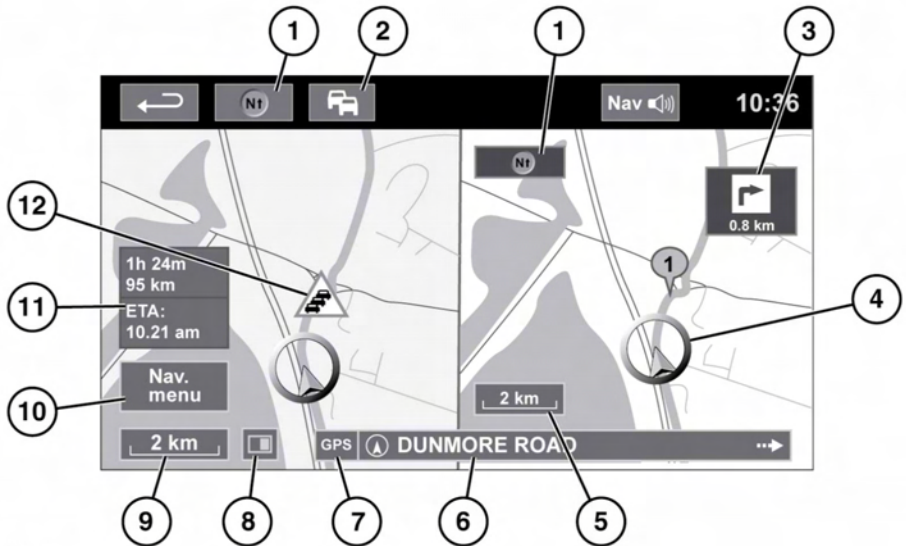 1
2
1
3
N↑
Nav
10:36
N↑
0.8 km
12
1h 24m
95 km
1
11
ETA:
10.21 am
4
Nav.
menu
10
2 km
2 km
GPS
DUNMORE ROAD
9
8
7
6
5